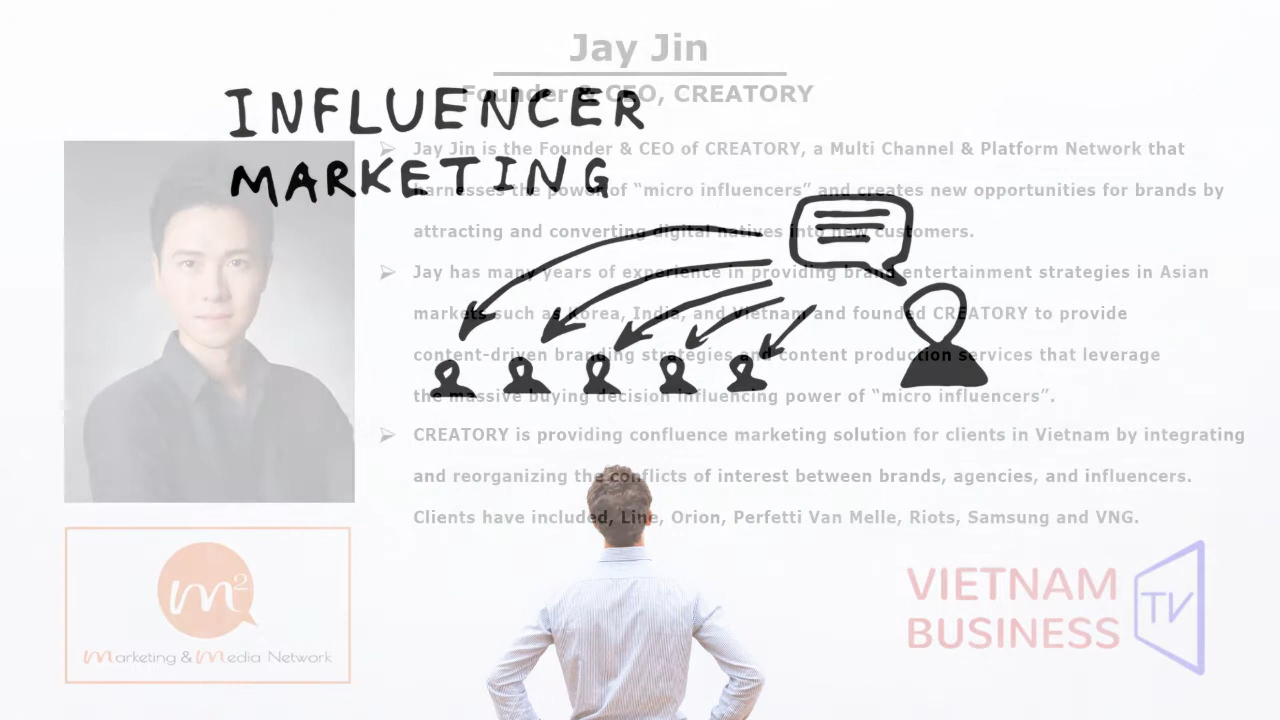 Jay Jin
Founder & CEO, CREATORY
INFLUENCER
MARKETING
Jay Jin is the Founder & CEO of CREATORY, a Multi Channel & Platform Network that
harnesses the power of “micro influencers” and creates new opportunities for brands by
attracting and converting digital natives into new customers.
Jay has many years of experience in providing brand entertainment strategies in Asian
markets such as Korea, India, and Vietnam and founded CREATORY to provide
content-driven branding strategies and content production services that leverage
the massive buying decision influencing power of “micro influencers”.
CREATORY is providing confluence marketing solution for clients in Vietnam by integrating
and reorganizing the conflicts of interest between brands, agencies, and influencers.
Clients have included, Line, Orion, Perfetti Van Melle, Riots, Samsung and VNG.
m2
Marketing & Media Network
VIETNAM
BUSINESS
TV